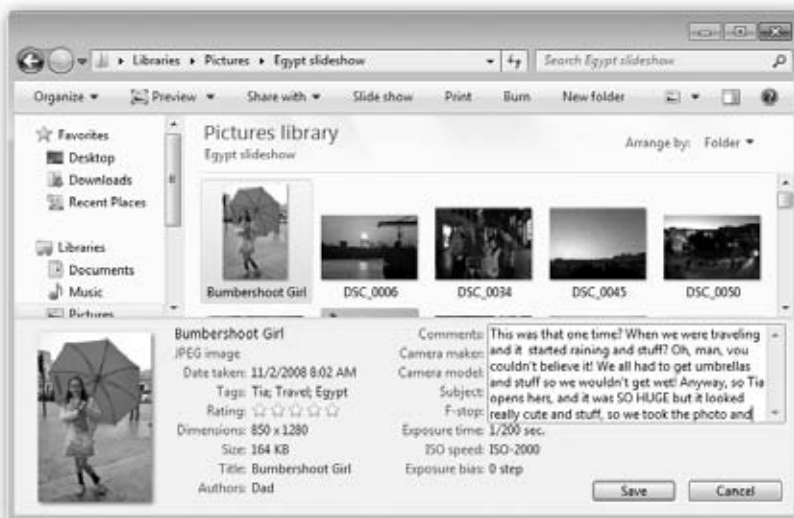 Libraries ▸ Pictures ▸ Egypt slideshow
Search Egypt slideshow
Organize Preview Share with Slide show Print Burn New folder
Favorites
Desktop
Downloads
Recent Places
Libraries
Documents
Music
Pictures
Pictures library
Egypt slideshow
Arrange by: Folder
Bumbershoot Girl
DSC_0006
DSC_0034
DSC_0045
DSC_0050
Bumbershoot Girl
JPEG image
Date taken: 11/2/2008 8:02 AM
Tags: Tia; Travel; Egypt
Rating:
Dimensions: 850 x 1280
Size: 164 KB
Title: Bumbershoot Girl
Authors: Dad
Comments:
Camera maker:
Camera model:
Subject:
F-stop:
This was that one time? When we were traveling
and it started raining and stuff? Oh, man, you
couldn't believe it! We all had to get umbrellas
and stuff so we wouldn't get wet! Anyway, so Tia
opens hers, and it was SO HUGE but it looked
really cute and stuff, so we took the photo and
Exposure time: 1/200 sec.
ISO speed: ISO-2000
Exposure bias: 0 step
Save
Cancel